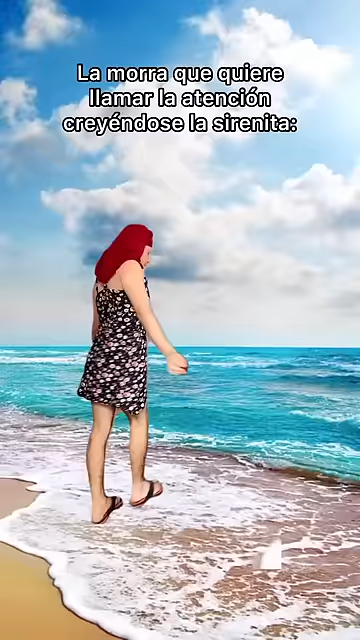 La morra que quiere
llamar la atención
creyéndose la sirenita: